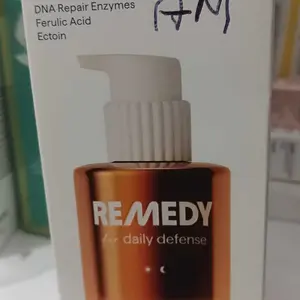 DNA Repair Enzymes
Ferulic Acid
Ectoin
AM
REMEDY
for daily defense